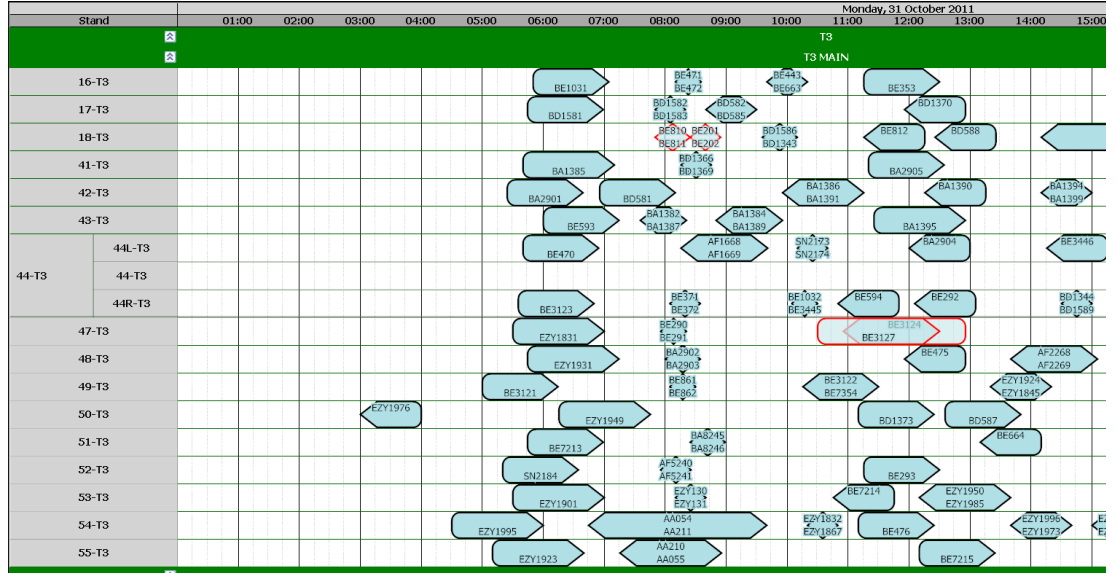 Monday, 31 October 2011
Stand 01:00 02:00 03:00 04:00 05:00 06:00 07:00 08:00 09:00 10:00 11:00 12:00 13:00 14:00 15:00
T3
T3 MAIN
16-T3 BE1031 BE471 BE472 BE443 BE663 BE353
17-T3 BD1581 BD1582 BD1583 BD582 BD585 BD1370
18-T3 BE810 BE811 BE201 BE202 BD1586 BD1343 BE812 BD588
41-T3 BA1385 BD1366 BD1369 BA2905
42-T3 BA2901 BD581 BA1386 BA1391 BA1390 BA1394 BA1399
43-T3 BE593 BA1382 BA1387 BA1384 BA1389 BA1395
44-T3
44L-T3 BE470 AF1668 AF1669 SN2173 SN2174 BA2904 BE3446
44-T3
44R-T3 BE3123 BE371 BE372 BE1032 BE3445 BE594 BE292 BD1344 BD1589
47-T3 EZY1831 BE290 BE291 BE3124 BE3127
48-T3 EZY1931 BA2902 BA2903 BE475 AF2268 AF2269
49-T3 BE3121 BE861 BE862 BE3122 BE7354 EZY1924 EZY1845
50-T3 EZY1976 EZY1949 BD1373 BD587
51-T3 BE7213 BA8245 BA8246 BE664
52-T3 SN2184 AF5240 AF5241 BE293
53-T3 EZY1901 EZY130 EZY131 BE7214 EZY1950 EZY1985
54-T3 EZY1995 AA054 AA211 EZY1832 EZY1867 BE476 EZY1996 EZY1973
55-T3 EZY1923 AA210 AA055 BE7215